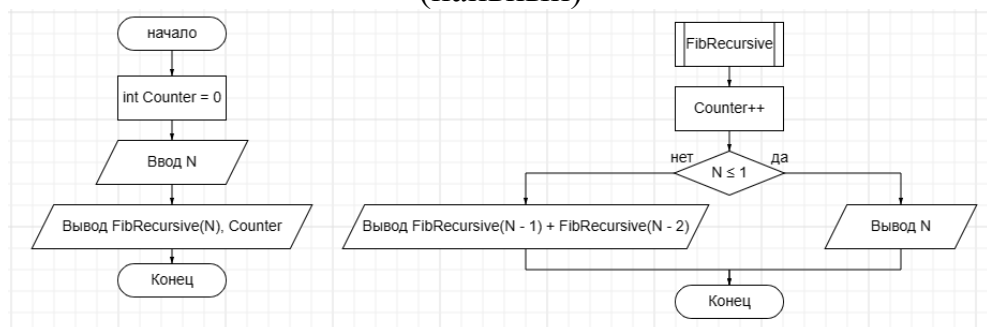 начало
int Counter = 0
Ввод N
Вывод FibRecursive(N), Counter
Конец
FibRecursive
Counter++
нет
N ≤ 1
да
Вывод FibRecursive(N - 1) + FibRecursive(N - 2)
Вывод N
Конец